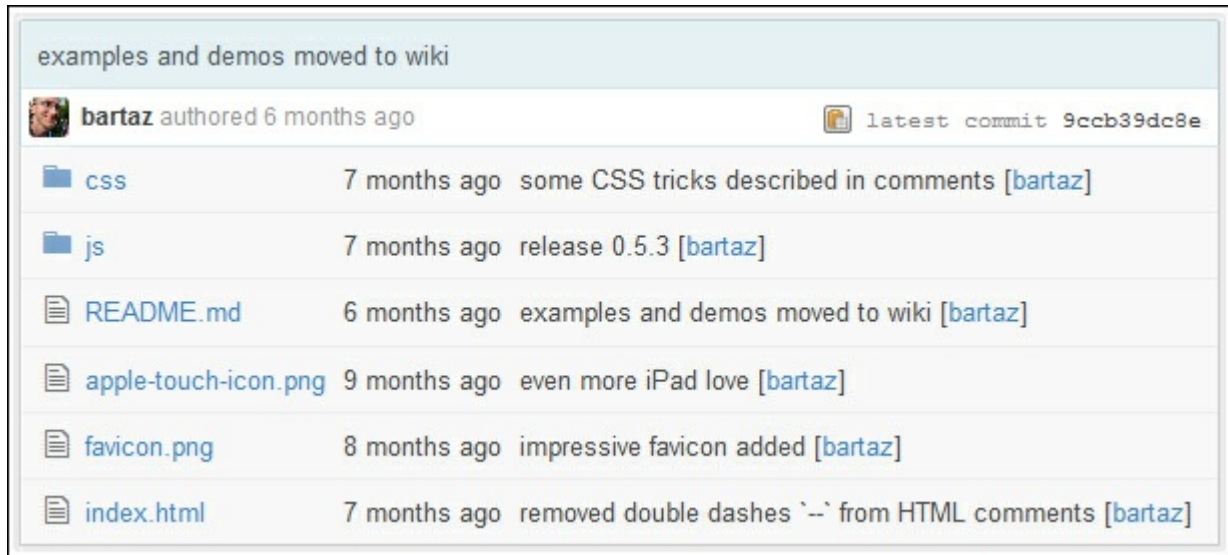 examples and demos moved to wiki
bartaz authored 6 months ago latest commit 9ccb39dc8e
css 7 months ago some CSS tricks described in comments [bartaz]
js 7 months ago release 0.5.3 [bartaz]
README.md 6 months ago examples and demos moved to wiki [bartaz]
apple-touch-icon.png 9 months ago even more iPad love [bartaz]
favicon.png 8 months ago impressive favicon added [bartaz]
index.html 7 months ago removed double dashes `--` from HTML comments [bartaz]